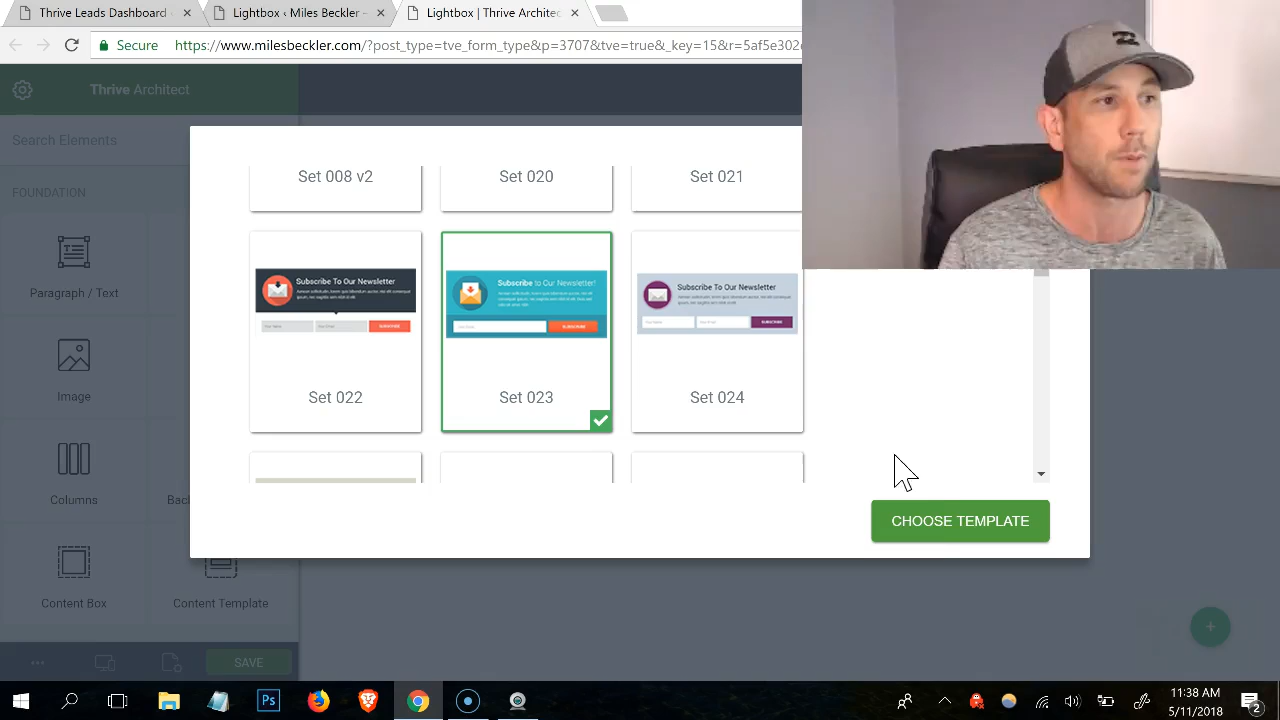 Thrive Dashboard
Lightbox - Miles Beckler
Lightbox | Thrive Architect
Secure
https://www.milesbeckler.com/?post_type=tve_form_type&p=3707&tve=true&_key=15&r=5af5e302
Thrive Architect
Search Elements
FOUNDATION
Paragraph / Text
Image
Columns
Content Box
Content Template
SAVE
Set 008 v2
Set 020
Set 021
Subscribe To Our Newsletter
SUBSCRIBE
Set 022
Subscribe to Our Newsletter!
SUBSCRIBE
Set 023
Subscribe To Our Newsletter
SUBSCRIBE
Set 024
CHOOSE TEMPLATE
11:38 AM
5/11/2018